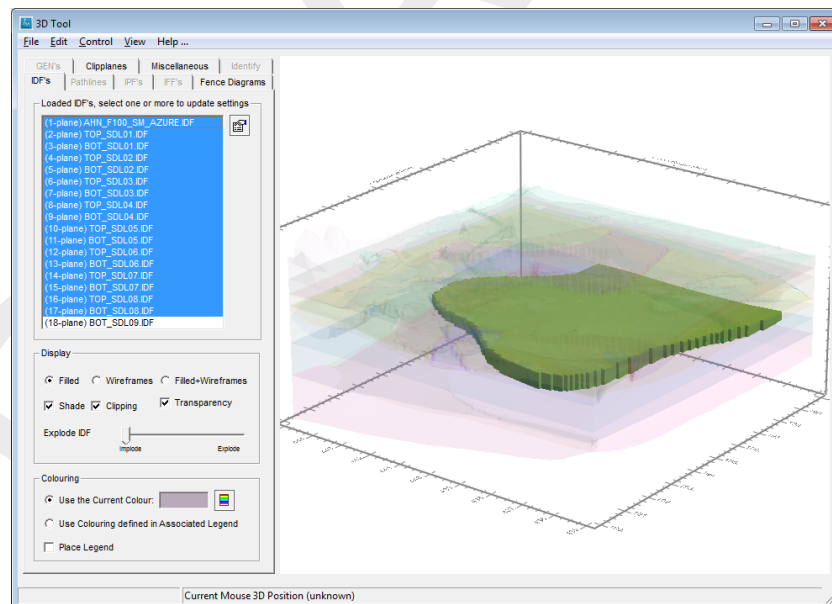 3D Tool
File Edit Control View Help ...
GEN's Clipplanes Miscellaneous Identify
IDF's Pathlines IPF's IFF's Fence Diagrams
Loaded IDF's, select one or more to update settings
(1-plane) AHN_F100_SM_AZURE.IDF
(2-plane) TOP_SDL01.IDF
(3-plane) BOT_SDL01.IDF
(4-plane) TOP_SDL02.IDF
(5-plane) BOT_SDL02.IDF
(6-plane) TOP_SDL03.IDF
(7-plane) BOT_SDL03.IDF
(8-plane) TOP_SDL04.IDF
(9-plane) BOT_SDL04.IDF
(10-plane) TOP_SDL05.IDF
(11-plane) BOT_SDL05.IDF
(12-plane) TOP_SDL06.IDF
(13-plane) BOT_SDL06.IDF
(14-plane) TOP_SDL07.IDF
(15-plane) BOT_SDL07.IDF
(16-plane) TOP_SDL08.IDF
(17-plane) BOT_SDL08.IDF
(18-plane) BOT_SDL09.IDF
Display
Filled Wireframes Filled+Wireframes
Shade Clipping Transparency
Explode IDF
Implode Explode
Colouring
Use the Current Colour:
Use Colouring defined in Associated Legend
Place Legend
Current Mouse 3D Position (unknown)